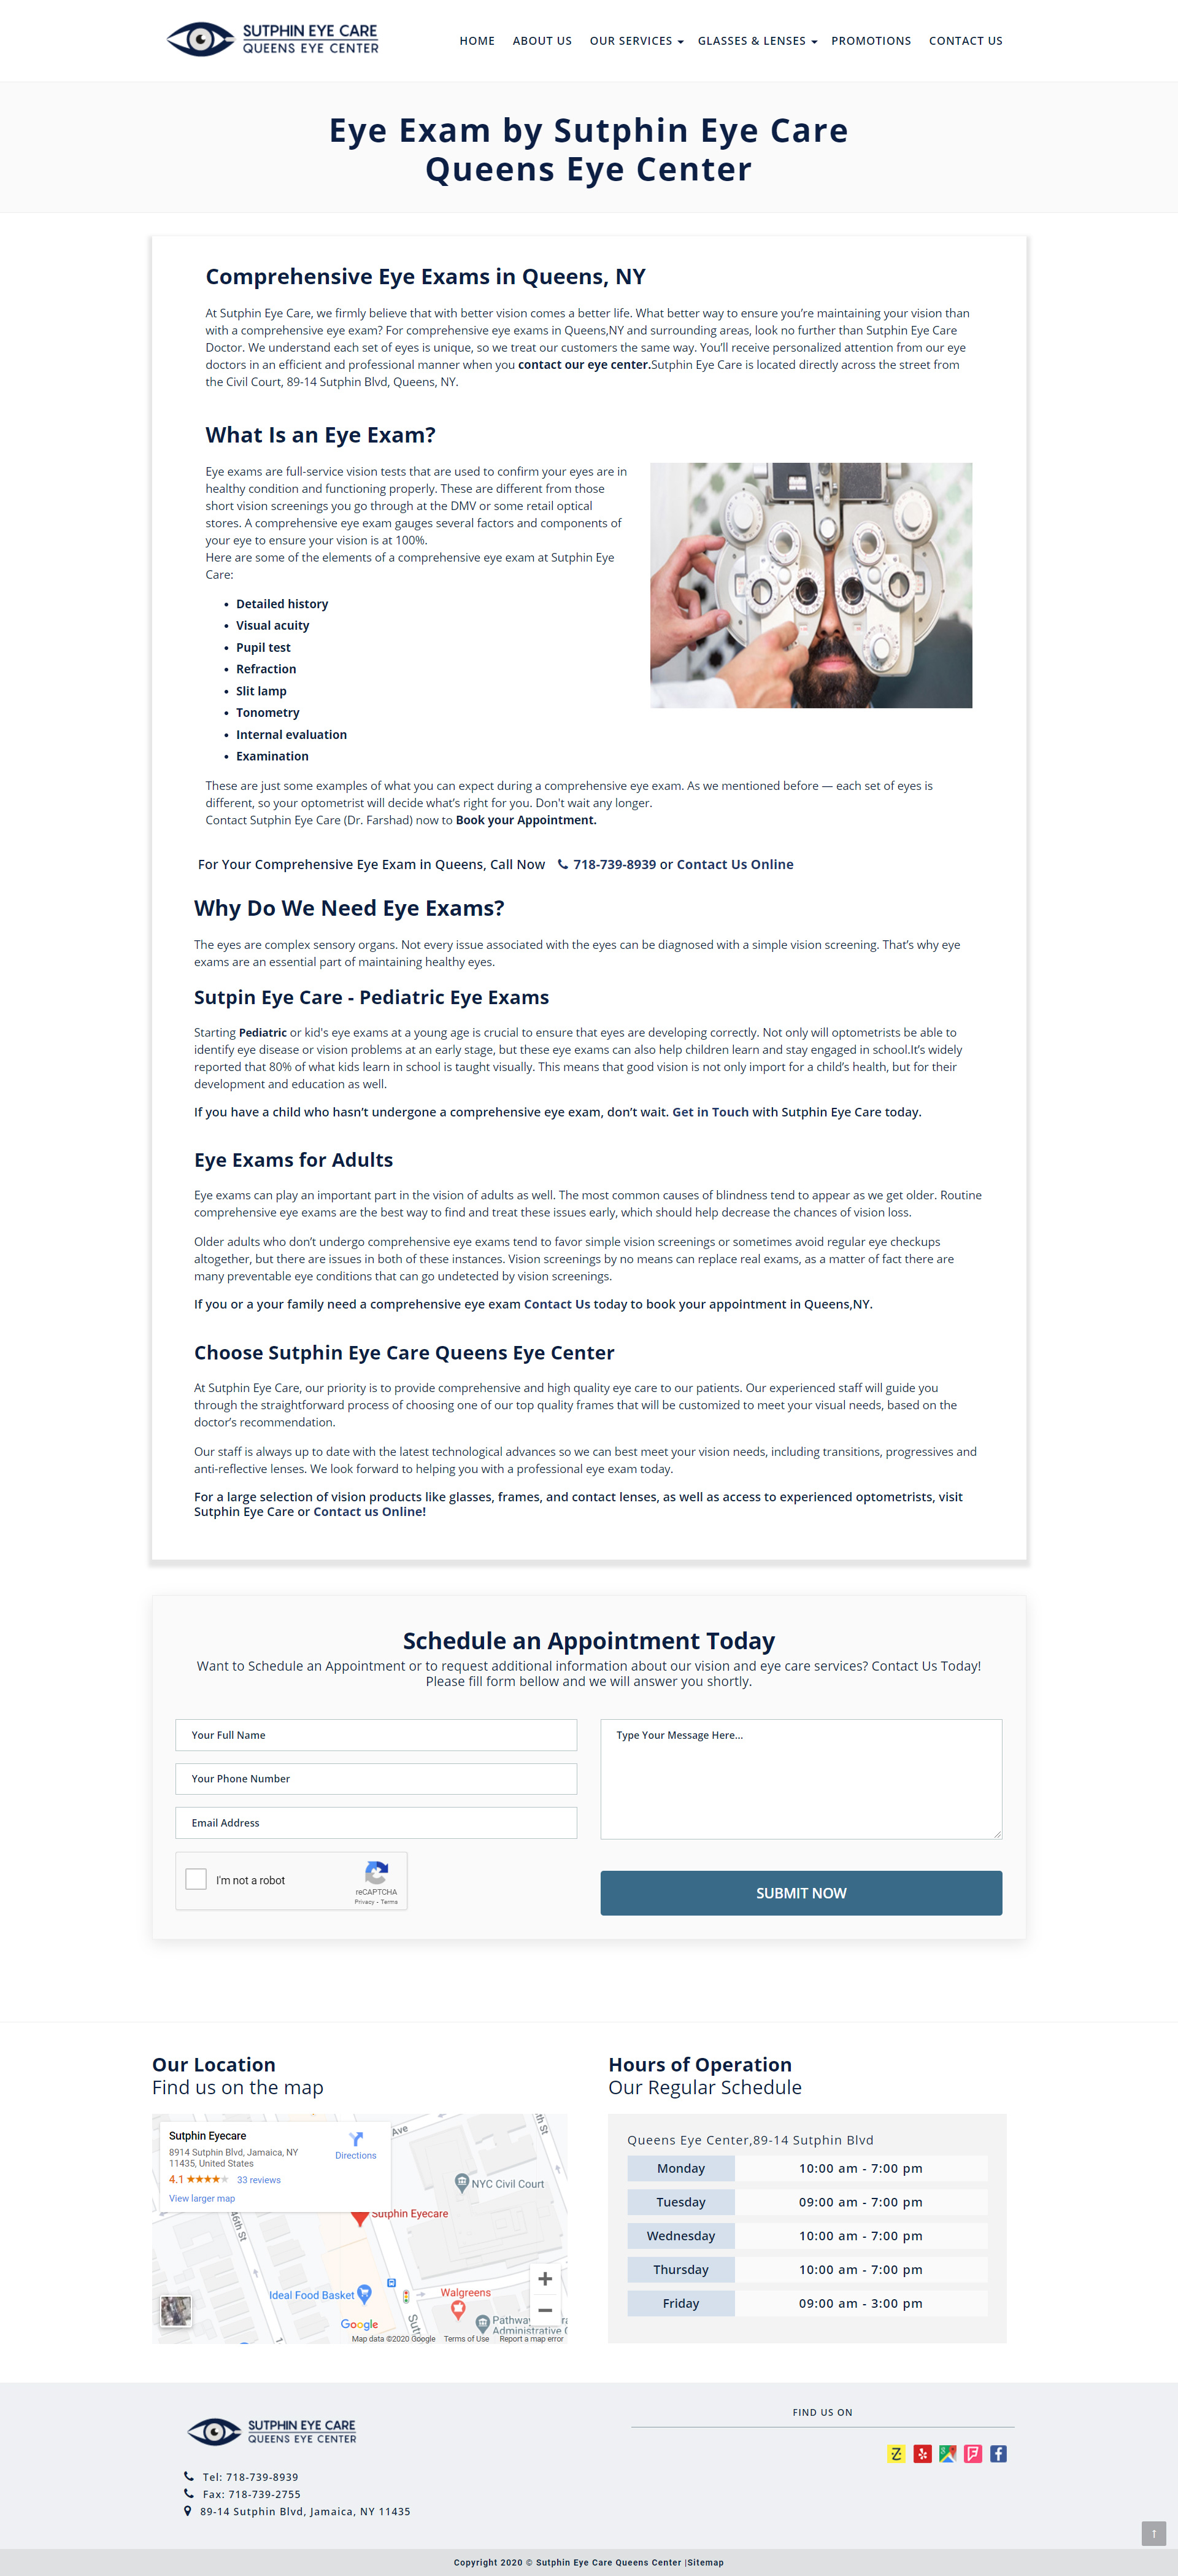 SUTPHIN EYE CARE
QUEENS EYE CENTER
HOME ABOUT US OUR SERVICES GLASSES & LENSES PROMOTIONS CONTACT US
Eye Exam by Sutphin Eye Care
Queens Eye Center
Comprehensive Eye Exams in Queens, NY
At Sutphin Eye Care, we firmly believe that with better vision comes a better life. What better way to ensure you're maintaining your vision than
with a comprehensive eye exam? For comprehensive eye exams in Queens,NY and surrounding areas, look no further than Sutphin Eye Care
Doctor. We understand each set of eyes is unique, so we treat our customers the same way. You'll receive personalized attention from our eye
doctors in an efficient and professional manner when you contact our eye center.Sutphin Eye Care is located directly across the street from
the Civil Court, 89-14 Sutphin Blvd, Queens, NY.
What Is an Eye Exam?
Eye exams are full-service vision tests that are used to confirm your eyes are in
healthy condition and functioning properly. These are different from those
short vision screenings you go through at the DMV or some retail optical
stores. A comprehensive eye exam gauges several factors and components of
your eye to ensure your vision is at 100%.
Here are some of the elements of a comprehensive eye exam at Sutphin Eye
Care:
• Detailed history
• Visual acuity
• Pupil test
• Refraction
• Slit lamp
• Tonometry
• Internal evaluation
• Examination
These are just some examples of what you can expect during a comprehensive eye exam. As we mentioned before — each set of eyes is
different, so your optometrist will decide what's right for you. Don't wait any longer.
Contact Sutphin Eye Care (Dr. Farshad) now to Book your Appointment.
For Your Comprehensive Eye Exam in Queens, Call Now 718-739-8939 or Contact Us Online
Why Do We Need Eye Exams?
The eyes are complex sensory organs. Not every issue associated with the eyes can be diagnosed with a simple vision screening. That's why eye
exams are an essential part of maintaining healthy eyes.
Sutpin Eye Care - Pediatric Eye Exams
Starting Pediatric or kid's eye exams at a young age is crucial to ensure that eyes are developing correctly. Not only will optometrists be able to
identify eye disease or vision problems at an early stage, but these eye exams can also help children learn and stay engaged in school.It's widely
reported that 80% of what kids learn in school is taught visually. This means that good vision is not only import for a child's health, but for their
development and education as well.
If you have a child who hasn't undergone a comprehensive eye exam, don't wait. Get in Touch with Sutphin Eye Care today.
Eye Exams for Adults
Eye exams can play an important part in the vision of adults as well. The most common causes of blindness tend to appear as we get older. Routine
comprehensive eye exams are the best way to find and treat these issues early, which should help decrease the chances of vision loss.
Older adults who don't undergo comprehensive eye exams tend to favor simple vision screenings or sometimes avoid regular eye checkups
altogether, but there are issues in both of these instances. Vision screenings by no means can replace real exams, as a matter of fact there are
many preventable eye conditions that can go undetected by vision screenings.
If you or a your family need a comprehensive eye exam Contact Us today to book your appointment in Queens,NY.
Choose Sutphin Eye Care Queens Eye Center
At Sutphin Eye Care, our priority is to provide comprehensive and high quality eye care to our patients. Our experienced staff will guide you
through the straightforward process of choosing one of our top quality frames that will be customized to meet your visual needs, based on the
doctor's recommendation.
Our staff is always up to date with the latest technological advances so we can best meet your vision needs, including transitions, progressives and
anti-reflective lenses. We look forward to helping you with a professional eye exam today.
For a large selection of vision products like glasses, frames, and contact lenses, as well as access to experienced optometrists, visit
Sutphin Eye Care or Contact us Online!
Schedule an Appointment Today
Want to Schedule an Appointment or to request additional information about our vision and eye care services? Contact Us Today!
Please fill form bellow and we will answer you shortly.
Your Full Name
Your Phone Number
Email Address
Type Your Message Here...
I'm not a robot
reCAPTCHA
Privacy - Terms
SUBMIT NOW
Our Location
Find us on the map
Sutphin Eyecare
8914 Sutphin Blvd, Jamaica, NY
11435, United States
4.1 ★★★★★ 33 reviews
View larger map
Directions
Ave
th St
NYC Civil Court
Sutphin Eyecare
46th St
Ideal Food Basket
Walgreens
Sut
Google
Map data ©2020 Google Terms of Use Report a map error
Hours of Operation
Our Regular Schedule
Queens Eye Center,89-14 Sutphin Blvd
Monday 10:00 am - 7:00 pm
Tuesday 09:00 am - 7:00 pm
Wednesday 10:00 am - 7:00 pm
Thursday 10:00 am - 7:00 pm
Friday 09:00 am - 3:00 pm
SUTPHIN EYE CARE
QUEENS EYE CENTER
Tel: 718-739-8939
Fax: 718-739-2755
89-14 Sutphin Blvd, Jamaica, NY 11435
FIND US ON
Copyright 2020 © Sutphin Eye Care Queens Center |Sitemap